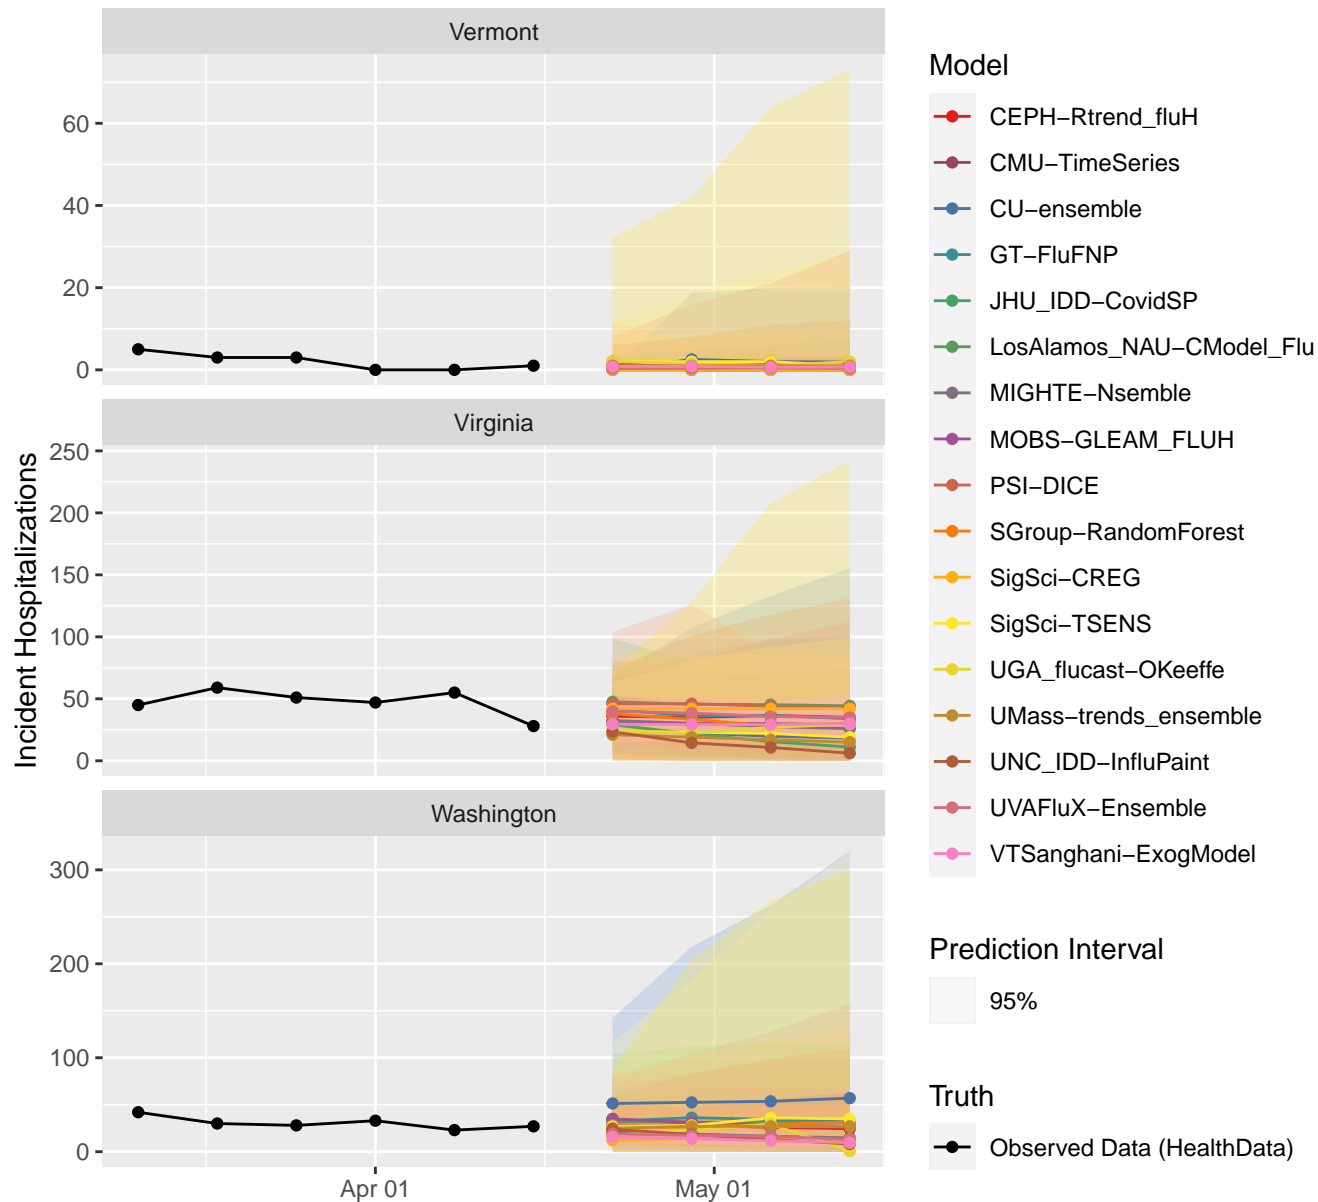 Vermont
60
40
20
0
Virginia
250
200
150
100
50
0
Washington
300
200
100
0
Apr 01
May 01
Incident Hospitalizations
Model
CEPH−Rtrend_fluH
CMU−TimeSeries
CU−ensemble
GT−FluFNP
JHU_IDD−CovidSP
LosAlamos_NAU−CModel_Flu
MIGHTE−Nsemble
MOBS−GLEAM_FLUH
PSI−DICE
SGroup−RandomForest
SigSci−CREG
SigSci−TSENS
UGA_flucast−OKeeffe
UMass−trends_ensemble
UNC_IDD−InfluPaint
UVAFluX−Ensemble
VTSanghani−ExogModel
Prediction Interval
95%
Truth
Observed Data (HealthData)